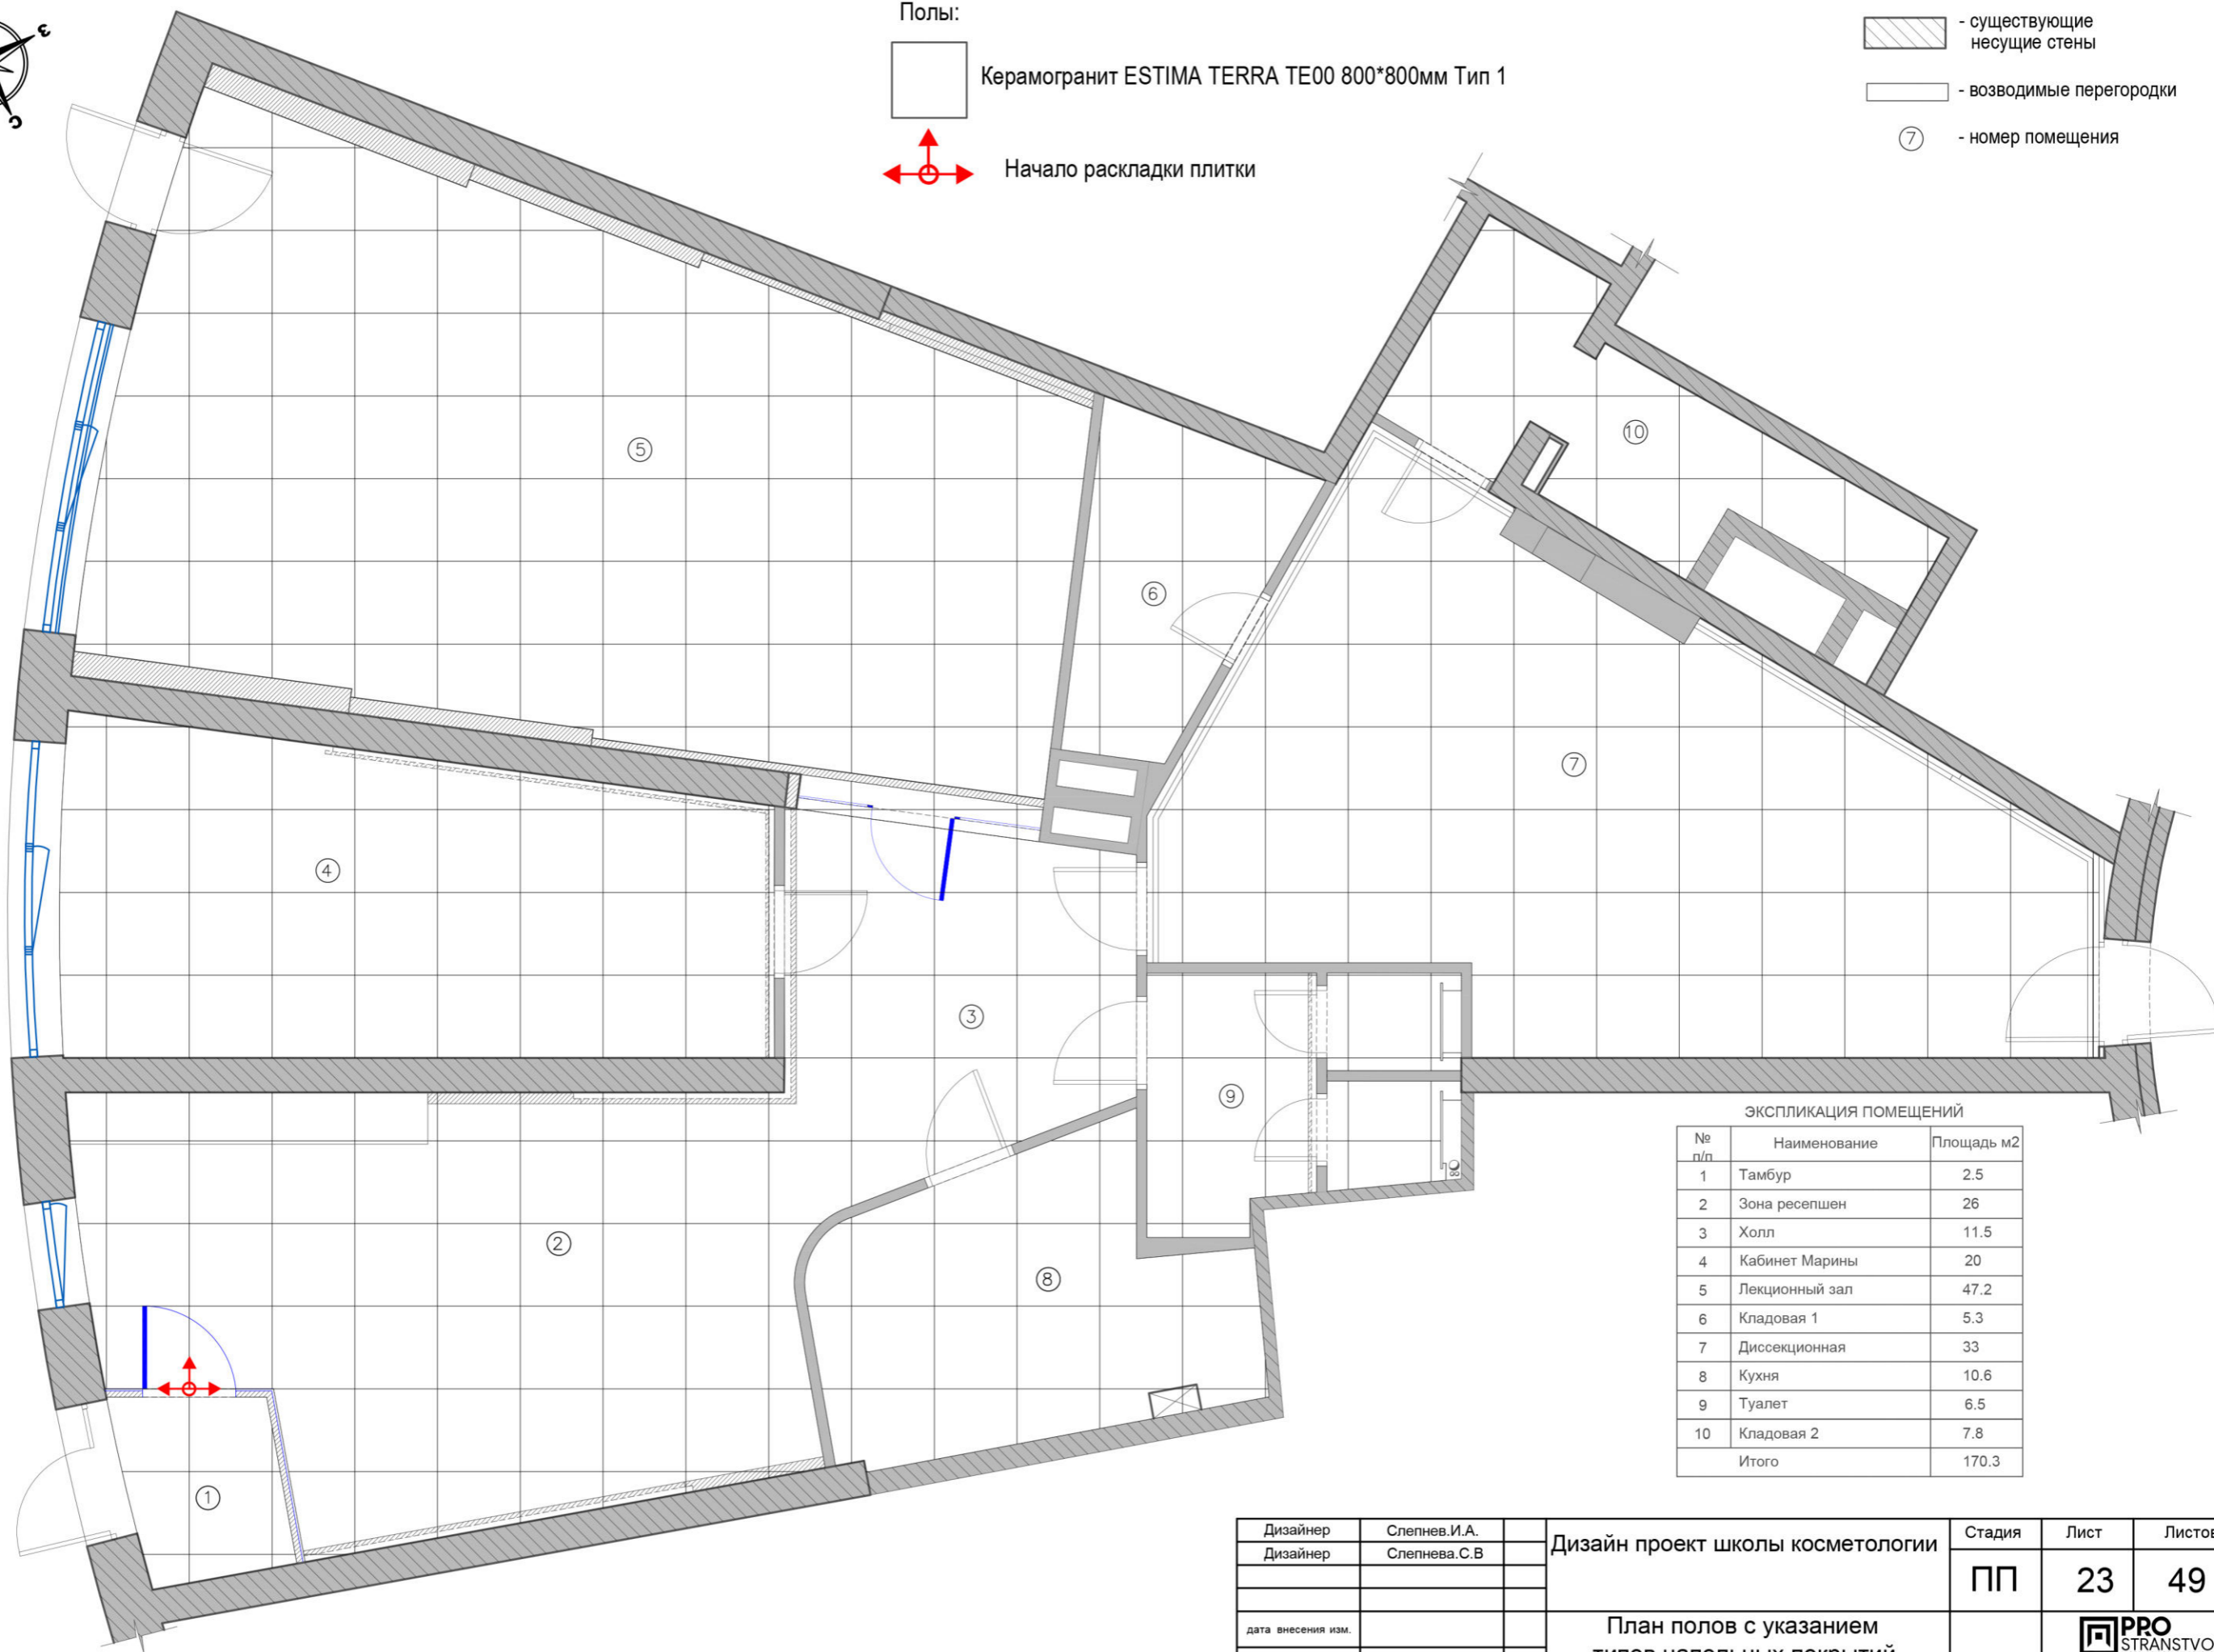 З
С
Полы:
Керамогранит ESTIMA TERRA TE00 800*800мм Тип 1
Начало раскладки плитки
- существующие
несущие стены
- возводимые перегородки
7 - номер помещения
5
10
6
7
4
3
9
2
8
1
ЭКСПЛИКАЦИЯ ПОМЕЩЕНИЙ
№ п/п Наименование Площадь м2
1 Тамбур 2.5
2 Зона ресепшен 26
3 Холл 11.5
4 Кабинет Марины 20
5 Лекционный зал 47.2
6 Кладовая 1 5.3
7 Диссекционная 33
8 Кухня 10.6
9 Туалет 6.5
10 Кладовая 2 7.8
Итого 170.3
Дизайнер Слепнев.И.А.
Дизайнер Слепнева.С.В
Дизайн проект школы косметологии
Стадия Лист Листов
ПП 23 49
дата внесения изм.
План полов с указанием
типов напольных покрытий
PRO
STRANSTVO